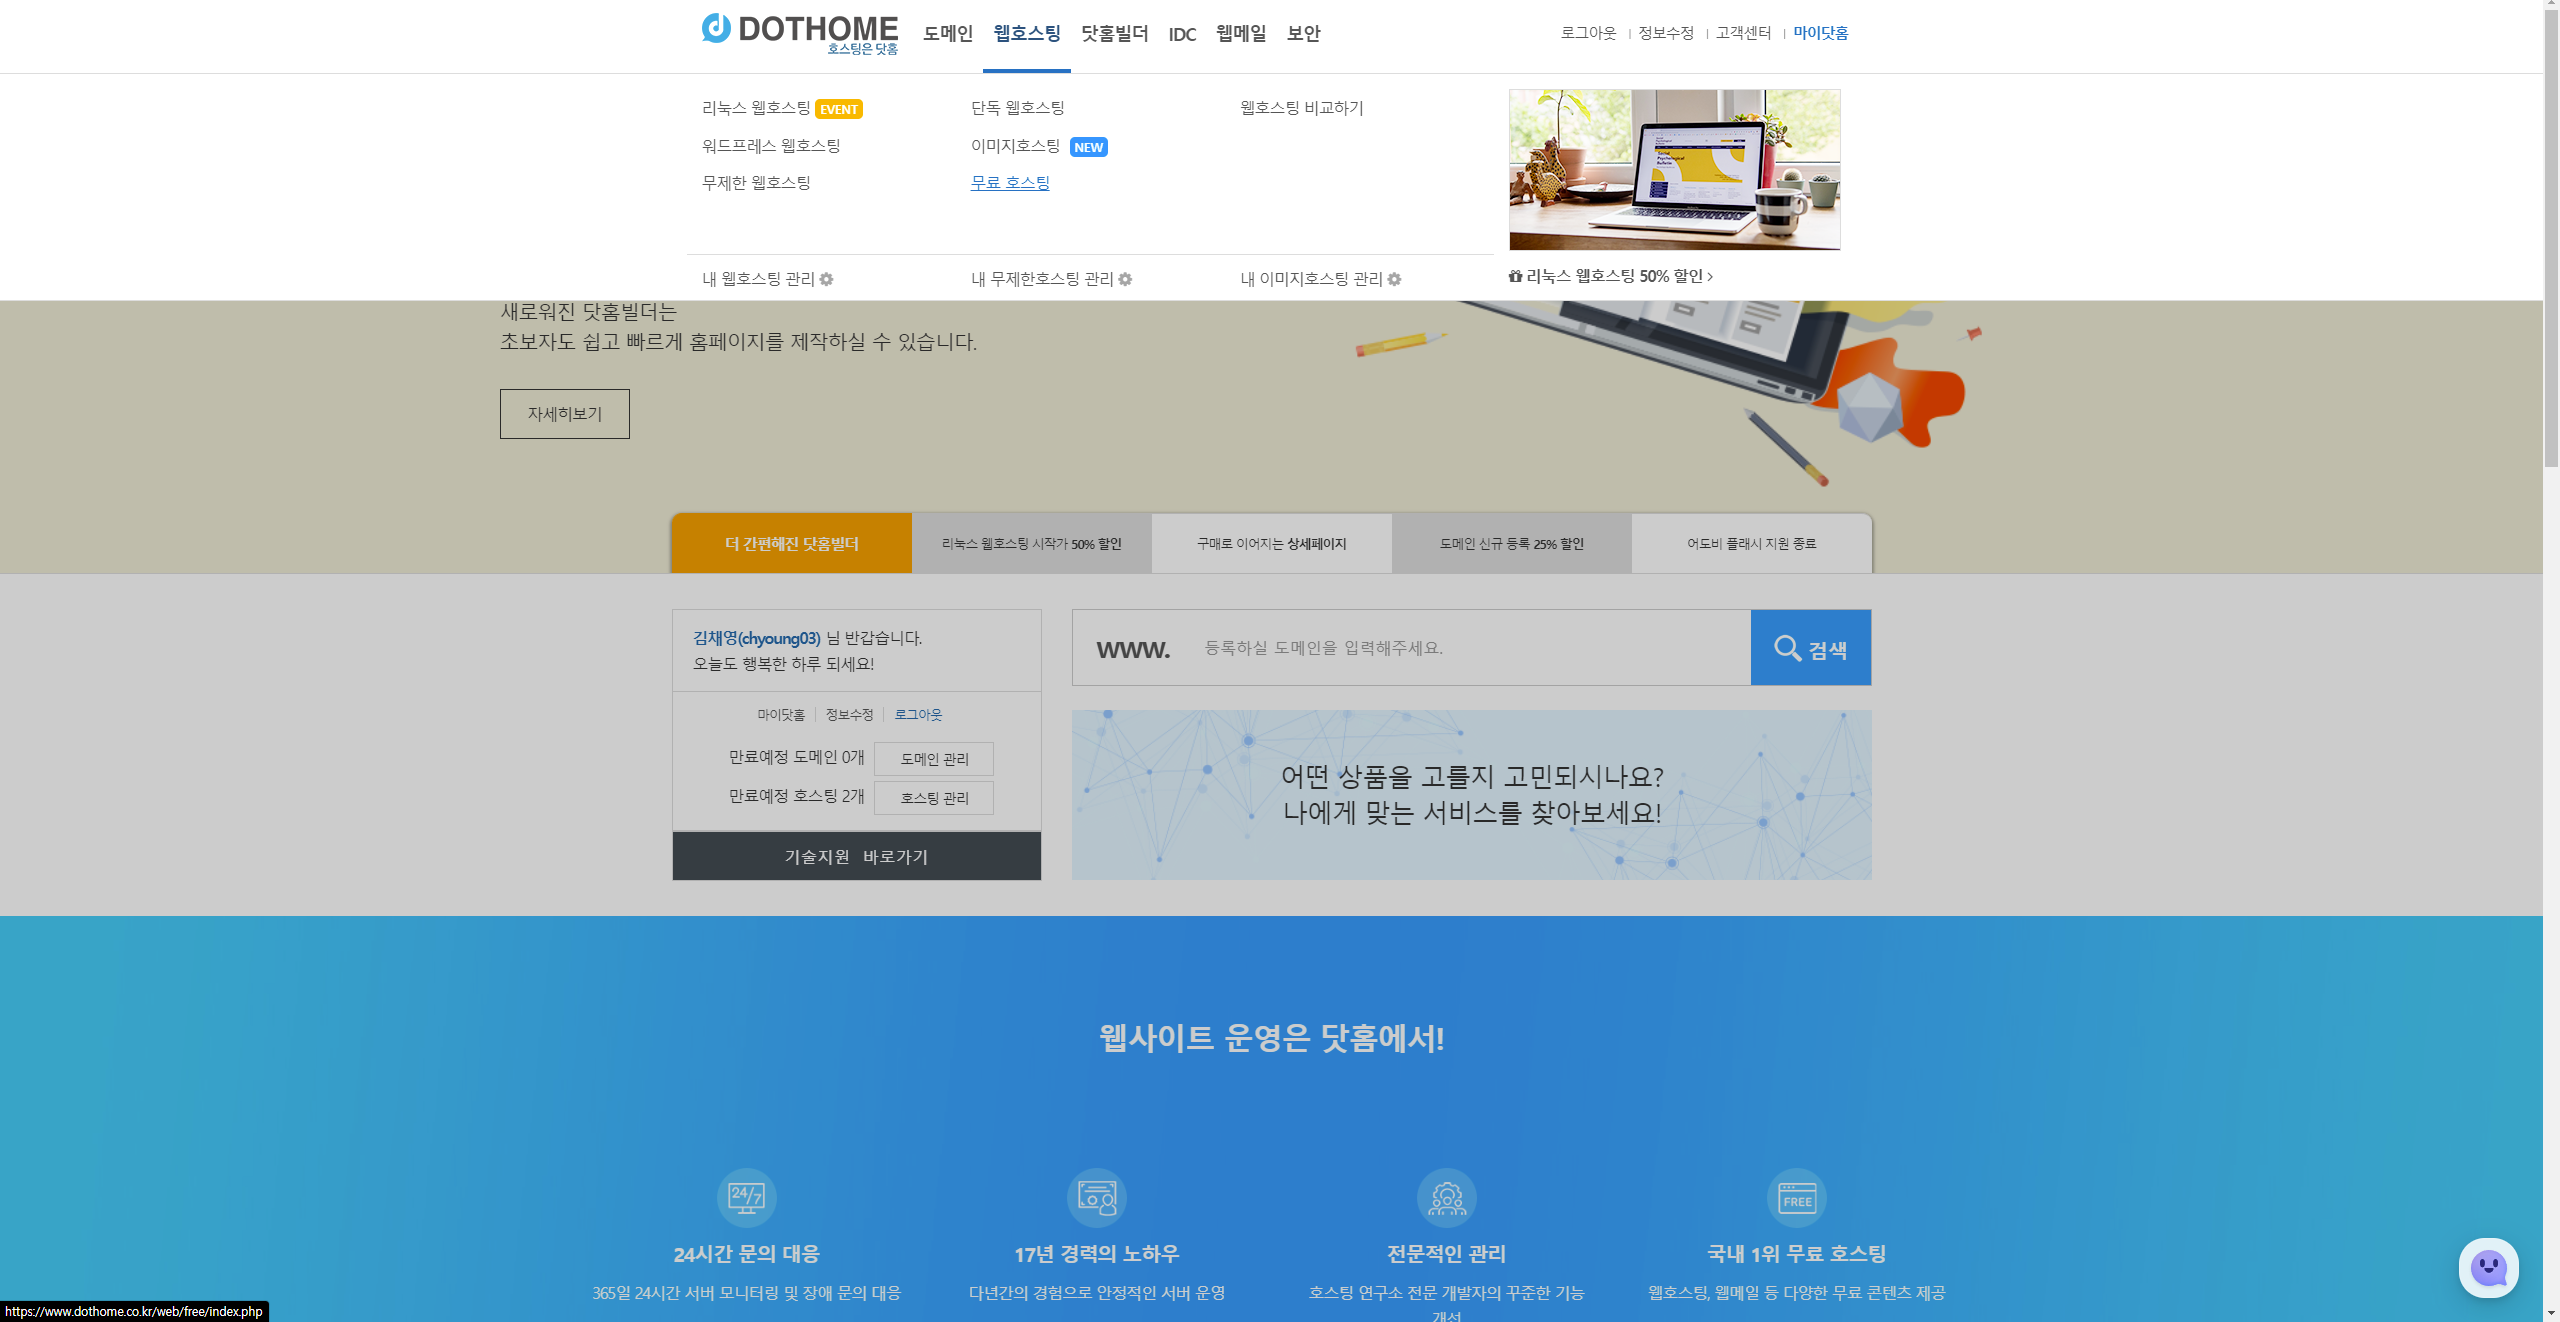 DOTHOME
호스팅은 닷홈
도메인 웹호스팅 닷홈빌더 IDC 웹메일 보안
로그아웃 정보수정 고객센터 마이닷홈
리눅스 웹호스팅 EVENT
단독 웹호스팅
웹호스팅 비교하기
워드프레스 웹호스팅
이미지호스팅 NEW
무제한 웹호스팅
무료 호스팅
내 웹호스팅 관리
내 무제한호스팅 관리
내 이미지호스팅 관리
리눅스 웹호스팅 50% 할인
새로워진 닷홈빌더는
초보자도 쉽고 빠르게 홈페이지를 제작하실 수 있습니다.
자세히보기
더 간편해진 닷홈빌더
리눅스 웹호스팅 시작가 50% 할인
구매로 이어지는 상세페이지
도메인 신규 등록 25% 할인
어도비 플래시 지원 종료
김채영(chyoung03) 님 반갑습니다.
오늘도 행복한 하루 되세요!
마이닷홈 정보수정 로그아웃
만료예정 도메인 0개 도메인 관리
만료예정 호스팅 2개 호스팅 관리
기술지원 바로가기
www. 등록하실 도메인을 입력해주세요. 검색
어떤 상품을 고를지 고민되시나요?
나에게 맞는 서비스를 찾아보세요!
웹사이트 운영은 닷홈에서!
24/7
24시간 문의 대응
365일 24시간 서버 모니터링 및 장애 문의 대응
17년 경력의 노하우
다년간의 경험으로 안정적인 서버 운영
전문적인 관리
호스팅 연구소 전문 개발자의 꾸준한 기능
개선
FREE
국내 1위 무료 호스팅
웹호스팅, 웹메일 등 다양한 무료 콘텐츠 제공
https://www.dothome.co.kr/web/free/index.php